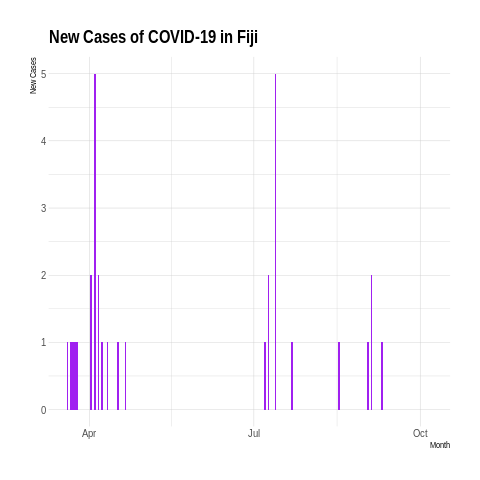 New Cases of COVID-19 in Fiji
New Cases
5
4
3
2
1
0
Apr
Jul
Oct
Month